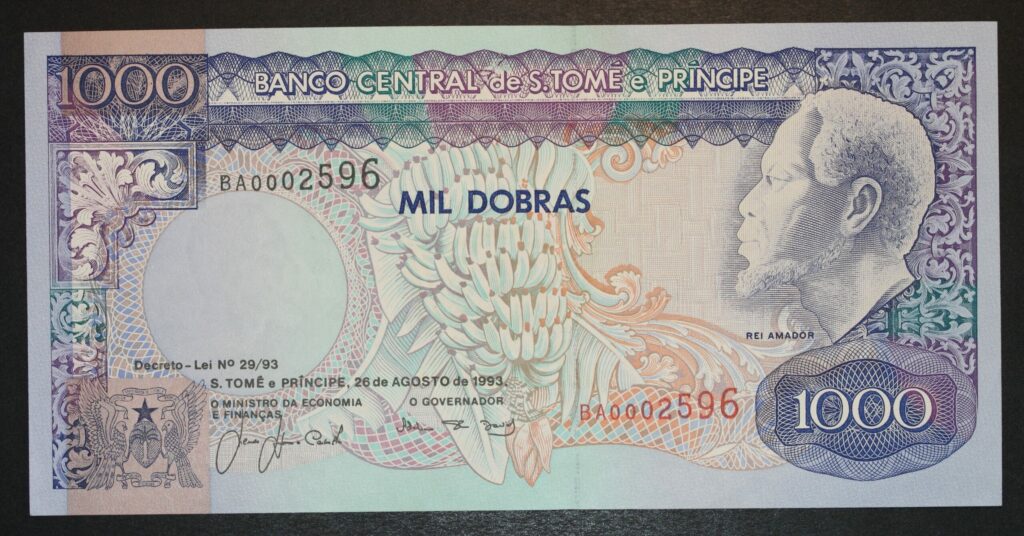 1000
BANCO CENTRAL de S.TOMÉ e PRÍNCIPE
BA0002596
MIL DOBRAS
REI AMADOR
Decreto-Lei Nº 29/93
S. TOMÉ e PRÍNCIPE, 26 de AGOSTO de 1993
O MINISTRO DA ECONOMIA
E FINANÇAS
O GOVERNADOR
BA0002596
1000